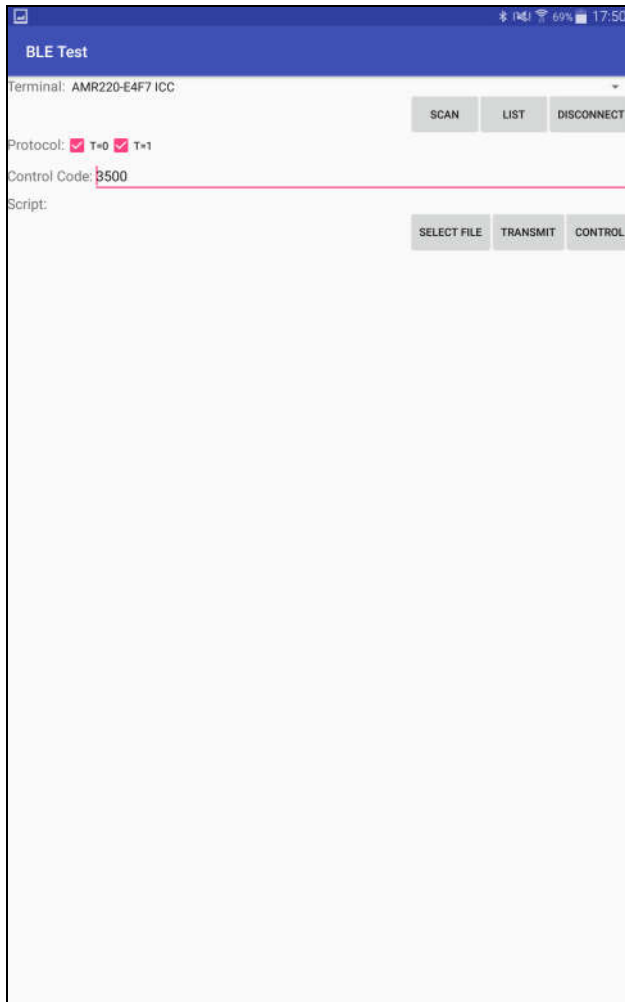 69% 17:50
BLE Test
Terminal: AMR220-E4F7 ICC
SCAN LIST DISCONNECT
Protocol: T=0 T=1
Control Code: 3500
Script:
SELECT FILE TRANSMIT CONTROL